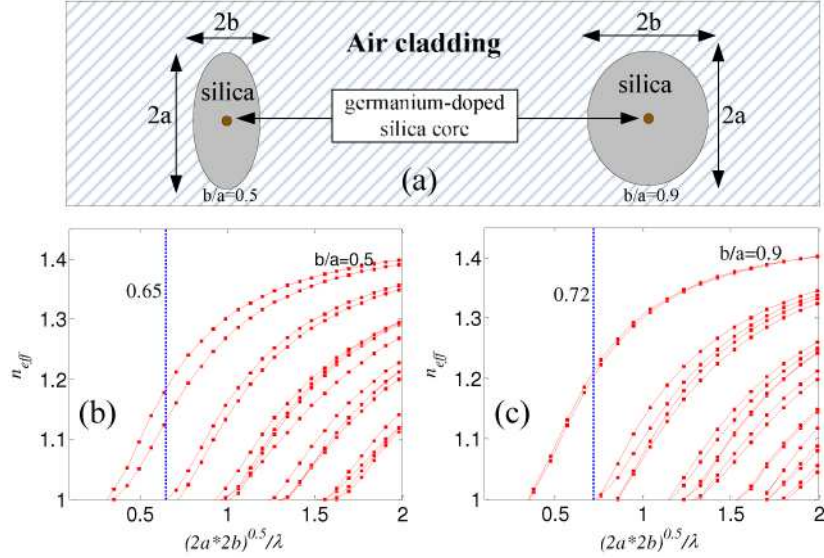 2b
2b
Air cladding
silica
silica
2a
2a
germanium-doped
silica core
b/a=0.5
(a)
b/a=0.9
1.4
b/a=0.5
1.3
0.65
n_eff
1.2
(b)
1.1
1
0.5
1
1.5
2
(2a*2b)^0.5/λ
1.4
b/a=0.9
1.3
0.72
n_eff
1.2
(c)
1.1
1
0.5
1
1.5
2
(2a*2b)^0.5/λ